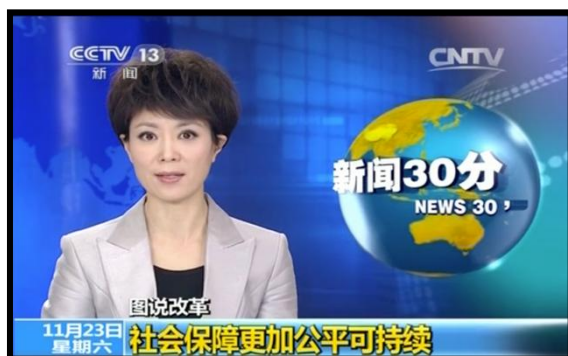 CCTV 13
新闻
CNTV
新闻30分
NEWS 30'
图说改革
11月23日
星期六
社会保障更加公平可持续